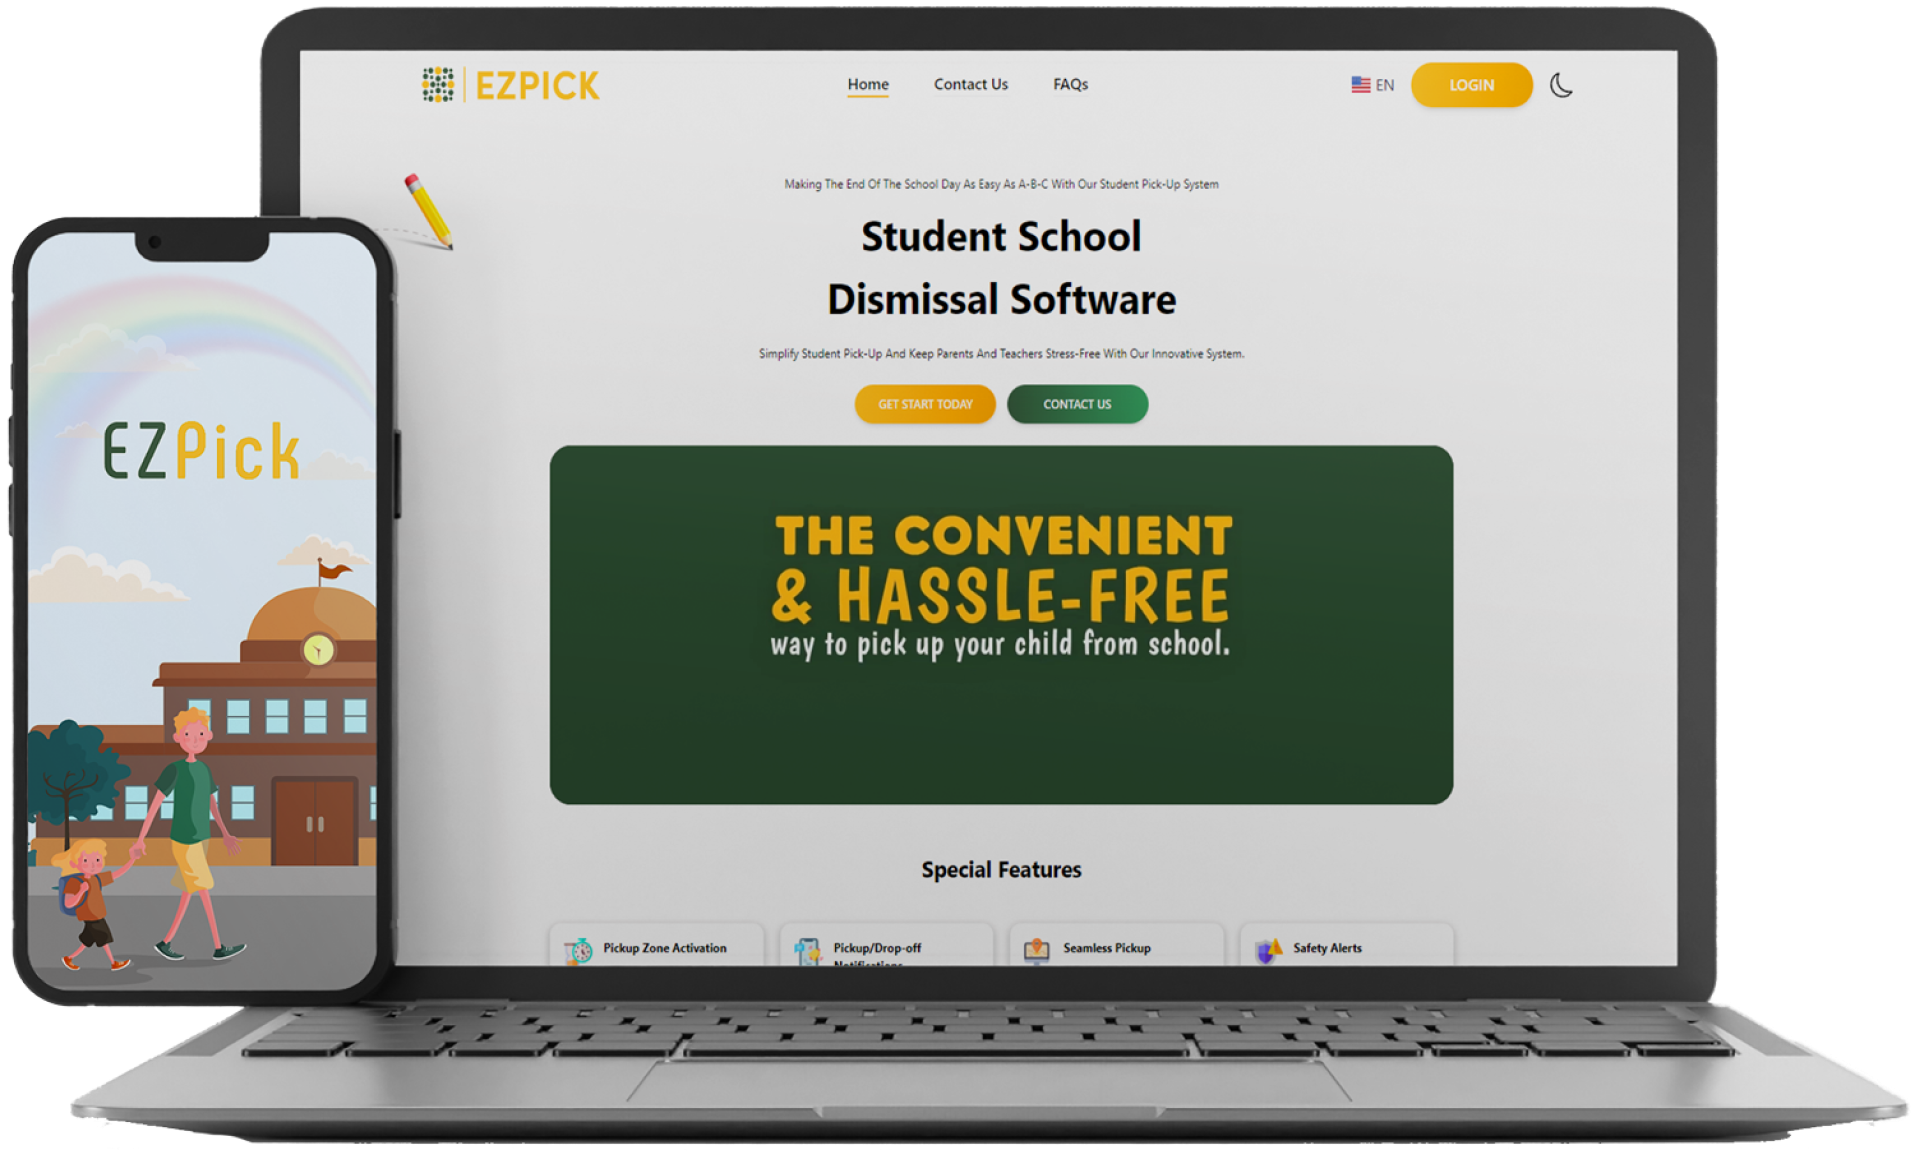 EZPICK
Home
Contact Us
FAQs
EN
LOGIN
Making The End Of The School Day As Easy As A-B-C With Our Student Pick-Up System
Student School
Dismissal Software
Simplify Student Pick-Up And Keep Parents And Teachers Stress-Free With Our Innovative System.
GET START TODAY
CONTACT US
THE CONVENIENT
& HASSLE-FREE
way to pick up your child from school.
Special Features
Pickup Zone Activation
Pickup/Drop-off
Notifications
Seamless Pickup
Safety Alerts
EZPick